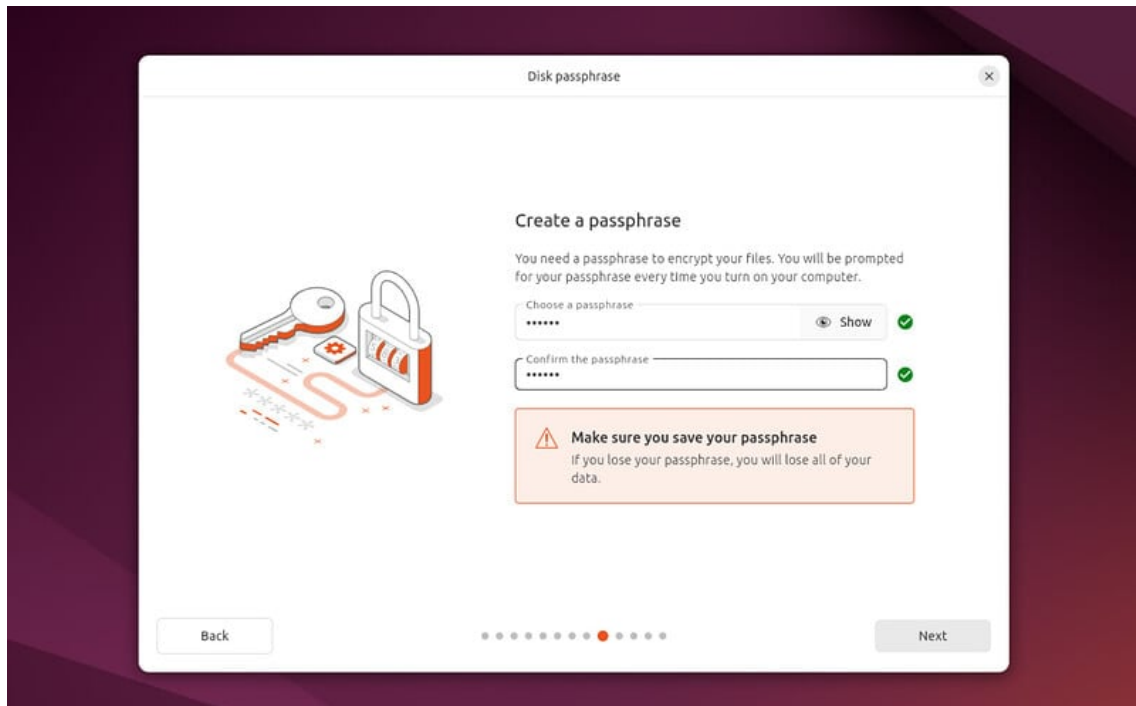 Disk passphrase
Create a passphrase
You need a passphrase to encrypt your files. You will be prompted
for your passphrase every time you turn on your computer.
Choose a passphrase
••••••
Show
Confirm the passphrase
••••••
Make sure you save your passphrase
If you lose your passphrase, you will lose all of your
data.
Back
Next